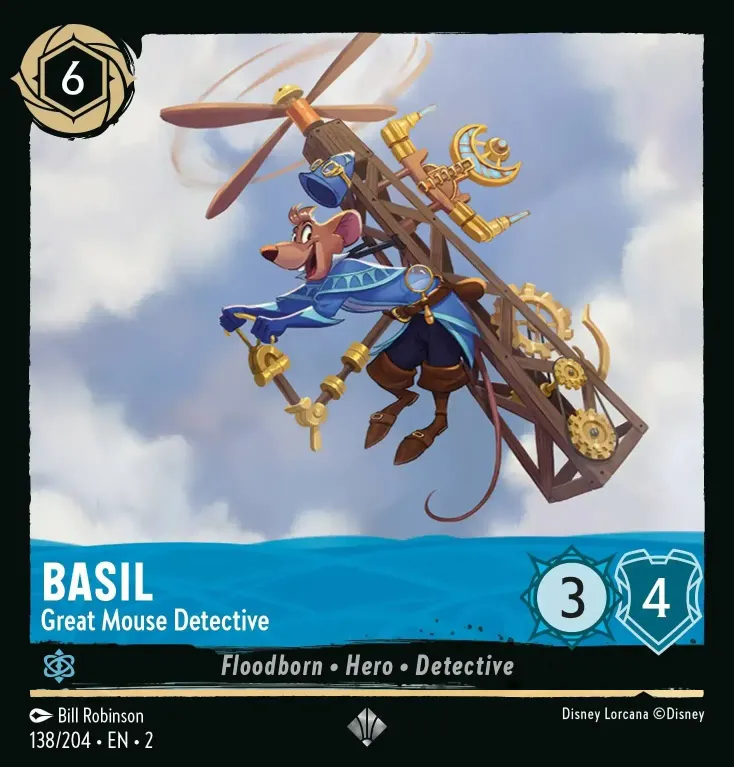 6
BASIL
Great Mouse Detective
3
4
Floodborn • Hero • Detective
Bill Robinson
Disney Lorcana ©Disney
138/204 • EN • 2